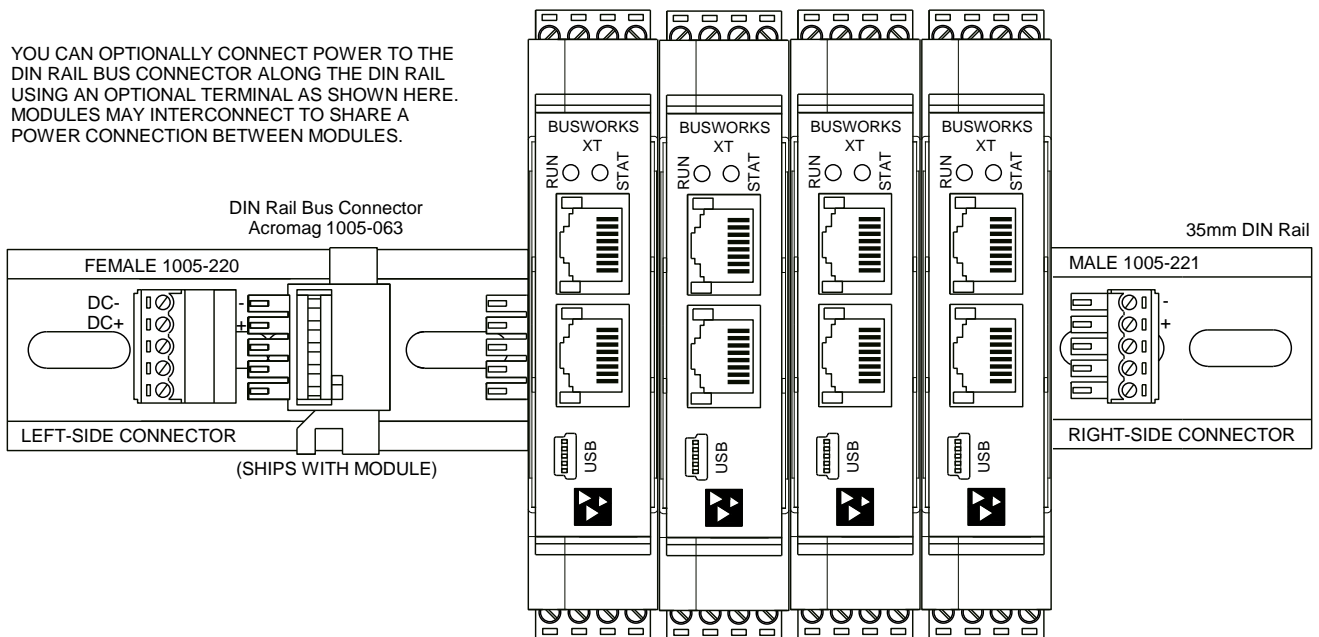 YOU CAN OPTIONALLY CONNECT POWER TO THE
DIN RAIL BUS CONNECTOR ALONG THE DIN RAIL
USING AN OPTIONAL TERMINAL AS SHOWN HERE.
MODULES MAY INTERCONNECT TO SHARE A
POWER CONNECTION BETWEEN MODULES.
DIN Rail Bus Connector
Acromag 1005-063
FEMALE 1005-220
DC-
DC+
-
+
LEFT-SIDE CONNECTOR
(SHIPS WITH MODULE)
BUSWORKS
XT
RUN
STAT
USB
BUSWORKS
XT
RUN
STAT
USB
BUSWORKS
XT
RUN
STAT
USB
BUSWORKS
XT
RUN
STAT
USB
35mm DIN Rail
MALE 1005-221
-
+
RIGHT-SIDE CONNECTOR